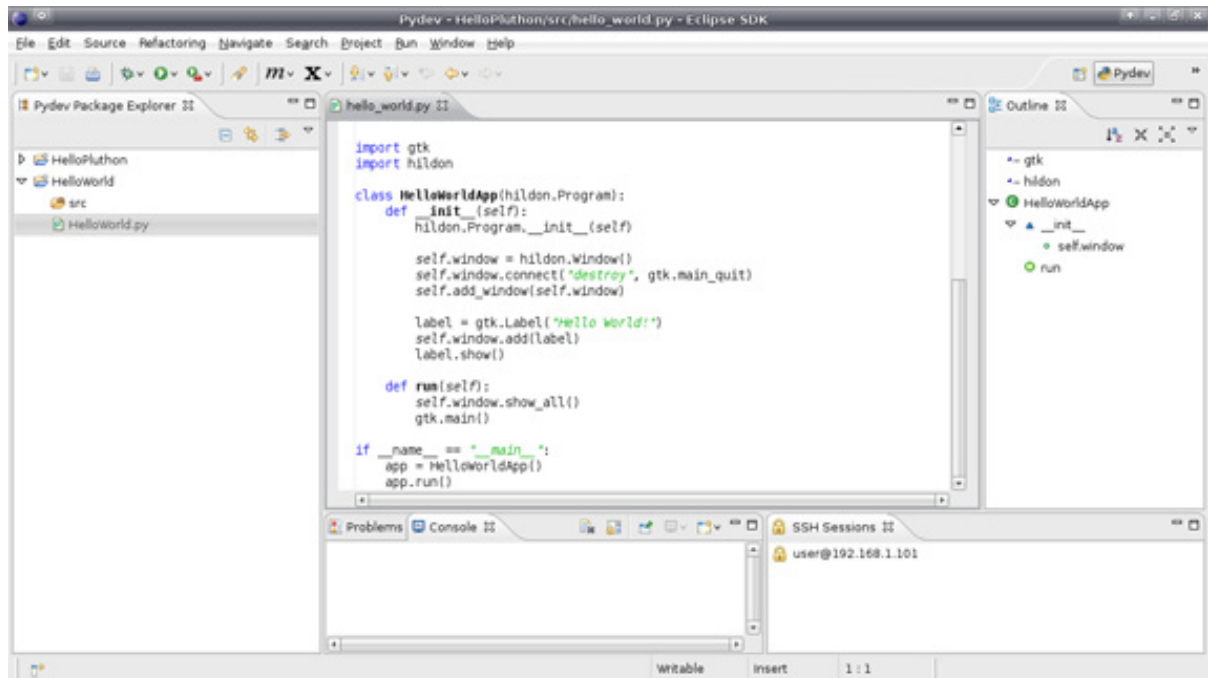 Pydev - HelloPluthon/src/hello_world.py - Eclipse SDK
File Edit Source Refactoring Navigate Search Project Run Window Help
Pydev
Pydev Package Explorer
HelloPluthon
HelloWorld
src
HelloWorld.py
hello_world.py
import gtk
import hildon
class HelloWorldApp(hildon.Program):
def __init__(self):
hildon.Program.__init__(self)
self.window = hildon.Window()
self.window.connect("destroy", gtk.main_quit)
self.add_window(self.window)
label = gtk.Label("Hello World!")
self.window.add(label)
label.show()
def run(self):
self.window.show_all()
gtk.main()
if __name__ == "__main__":
app = HelloWorldApp()
app.run()
Outline
gtk
hildon
HelloWorldApp
__init__
self.window
run
Problems Console
SSH Sessions
user@192.168.1.101
Writable Insert 1 : 1